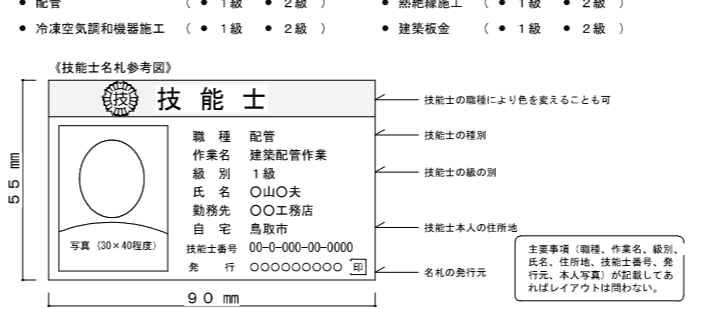 ● 配管 （ ● １級 ● ２級 ） ● 熱絶縁施工 （ ● １級 ● ２級 ）
● 冷凍空気調和機器施工 （ ● １級 ● ２級 ） ● 建築板金 （ ● １級 ● ２級 ）
《技能士名札参考図》
技 技能士
技能士の職種により色を変えることも可
職種 配管
技能士の種別
作業名 建築配管作業
級別 １級
技能士の級の別
氏名 〇山〇夫
勤務先 〇〇工務店
自宅 鳥取市
技能士本人の住所地
写真（30×40程度）
技能士番号 00-0-000-00-0000
発行 〇〇〇〇〇〇〇〇〇 印
名札の発行元
主要事項（職種、作業名、級別、
氏名、住所地、技能士番号、発
行元、本人写真）が記載してあ
ればレイアウトは問わない。
５５ ㎜
９０ ㎜